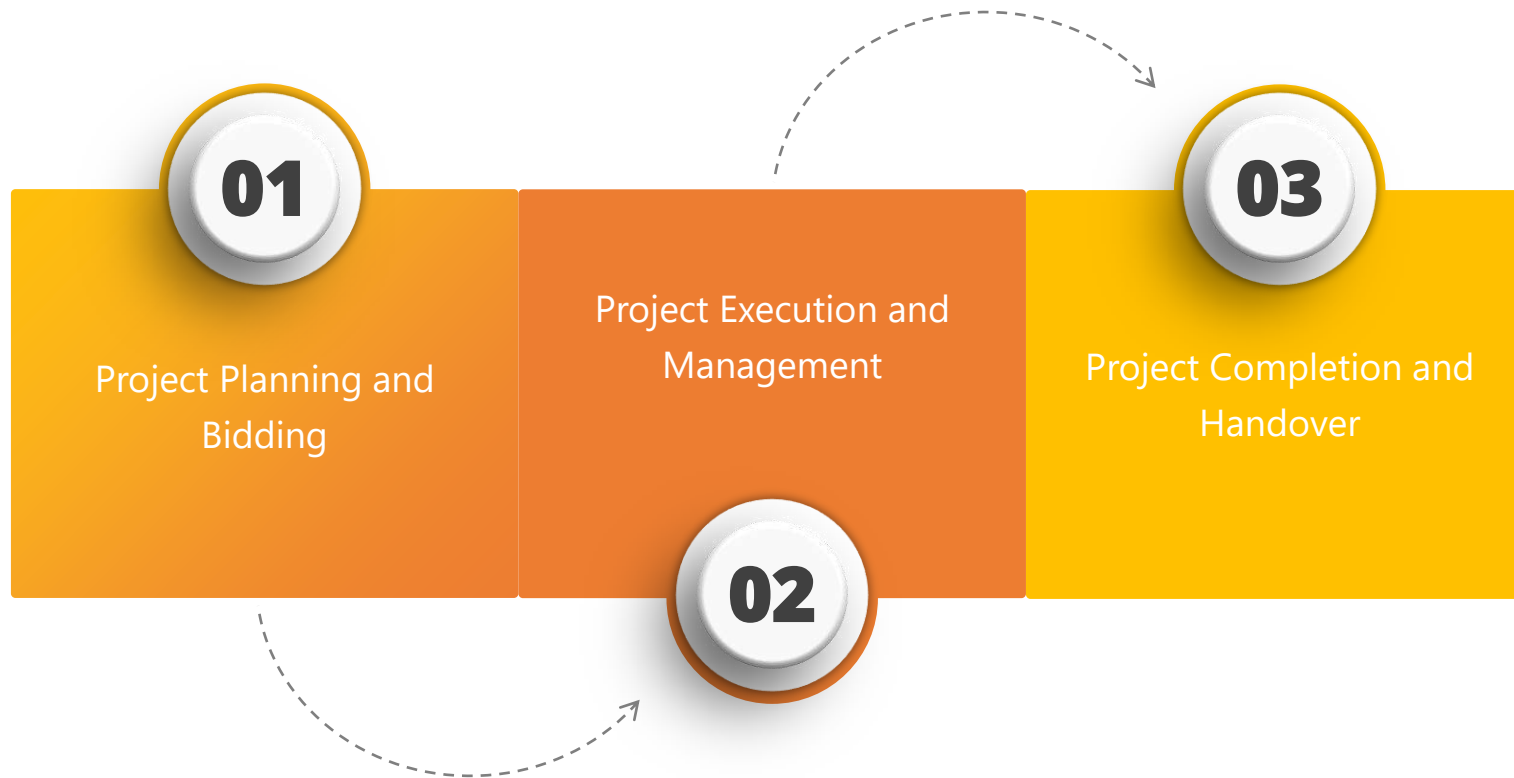 01
Project Planning and
Bidding
Project Execution and
Management
02
03
Project Completion and
Handover